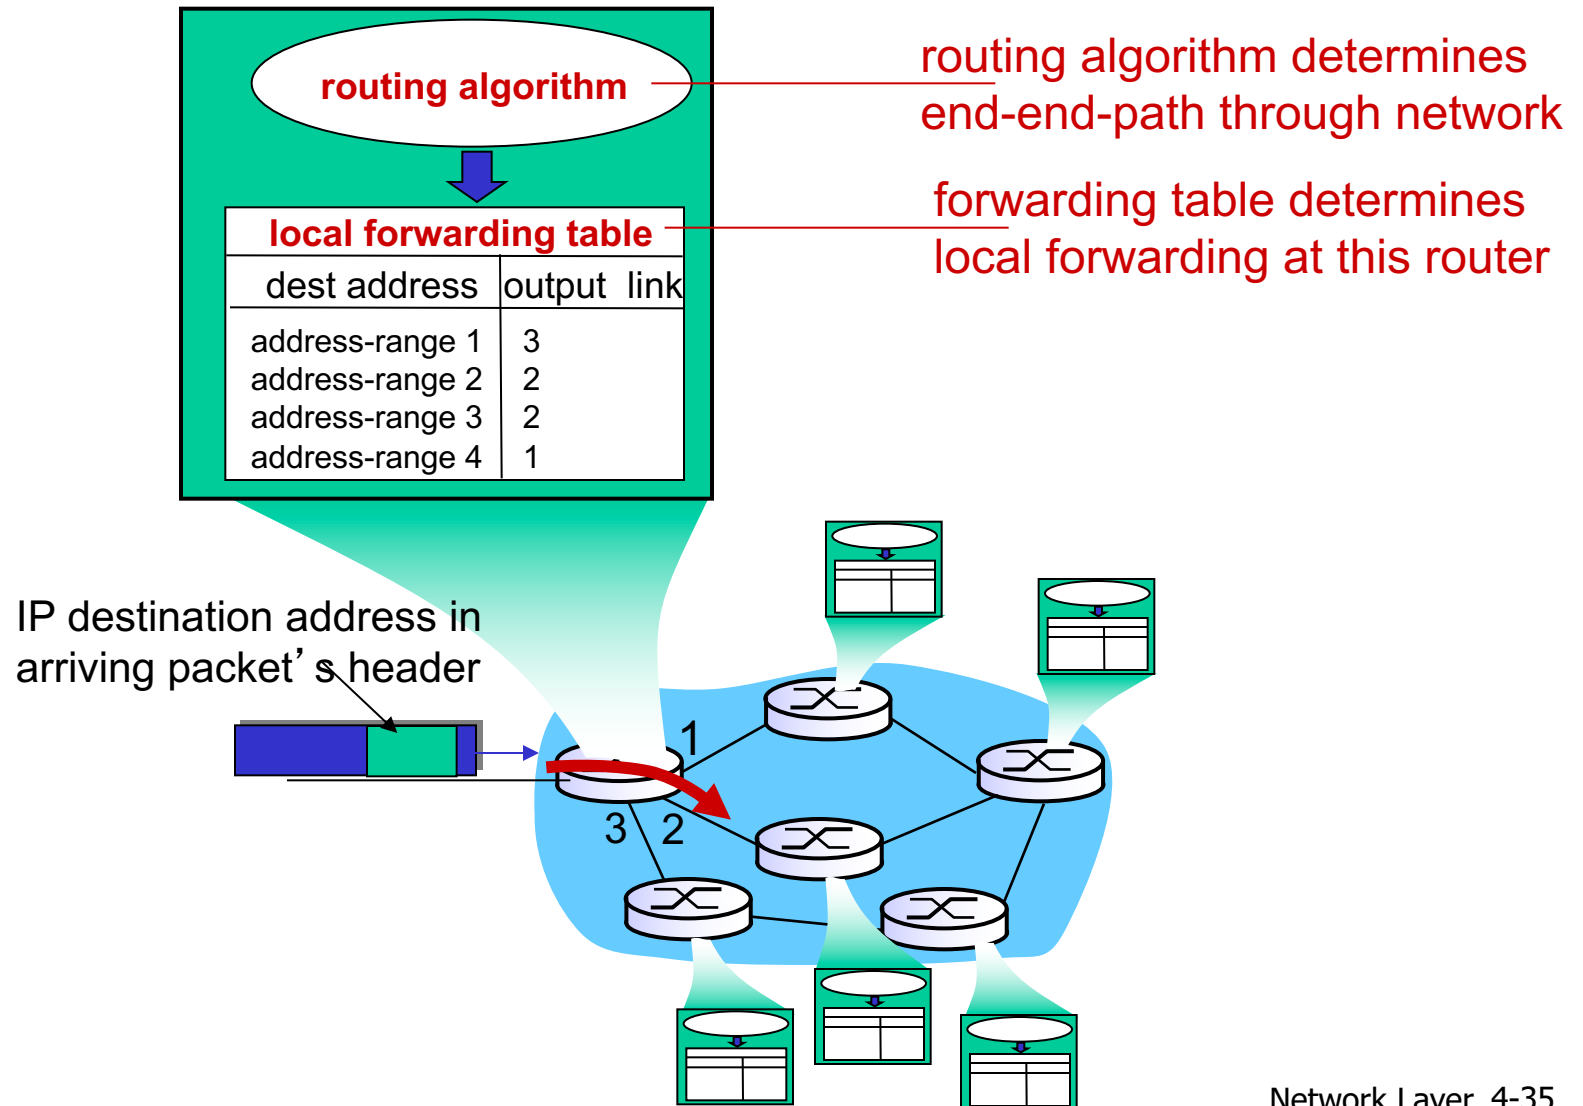 routing algorithm
routing algorithm determines
end-end-path through network
forwarding table determines
local forwarding at this router
local forwarding table
dest address output link
address-range 1 3
address-range 2 2
address-range 3 2
address-range 4 1
IP destination address in
arriving packet’s header
1
3 2
Network Layer 4-35